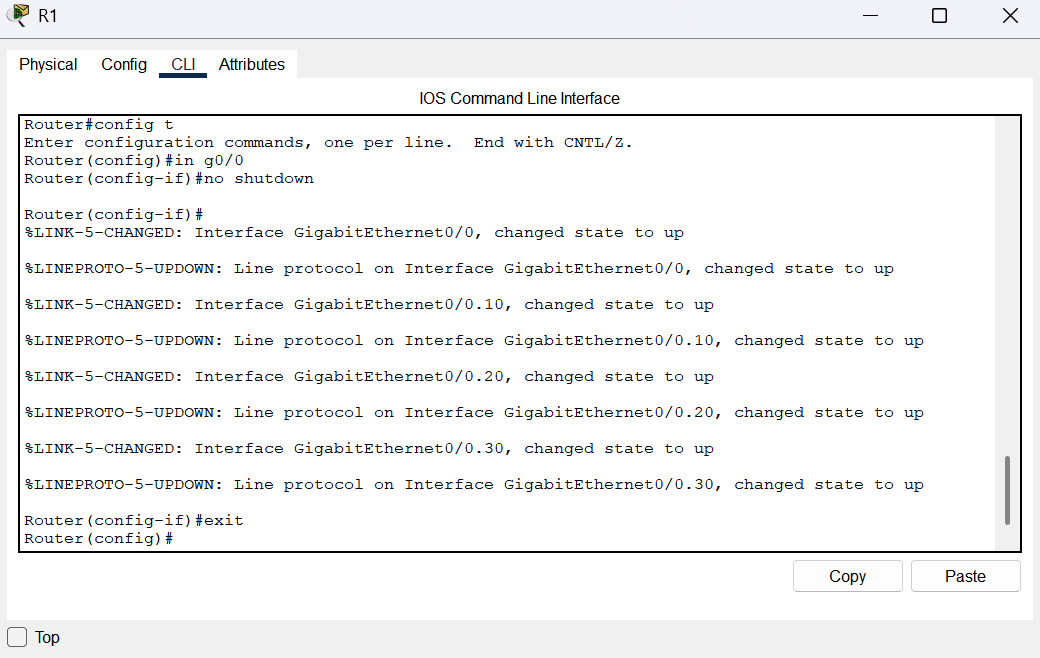 R1
Physical Config CLI Attributes
IOS Command Line Interface
Router#config t
Enter configuration commands, one per line.  End with CNTL/Z.
Router(config)#in g0/0
Router(config-if)#no shutdown
Router(config-if)#
%LINK-5-CHANGED: Interface GigabitEthernet0/0, changed state to up
%LINEPROTO-5-UPDOWN: Line protocol on Interface GigabitEthernet0/0, changed state to up
%LINK-5-CHANGED: Interface GigabitEthernet0/0.10, changed state to up
%LINEPROTO-5-UPDOWN: Line protocol on Interface GigabitEthernet0/0.10, changed state to up
%LINK-5-CHANGED: Interface GigabitEthernet0/0.20, changed state to up
%LINEPROTO-5-UPDOWN: Line protocol on Interface GigabitEthernet0/0.20, changed state to up
%LINK-5-CHANGED: Interface GigabitEthernet0/0.30, changed state to up
%LINEPROTO-5-UPDOWN: Line protocol on Interface GigabitEthernet0/0.30, changed state to up
Router(config-if)#exit
Router(config)#
Copy Paste
Top